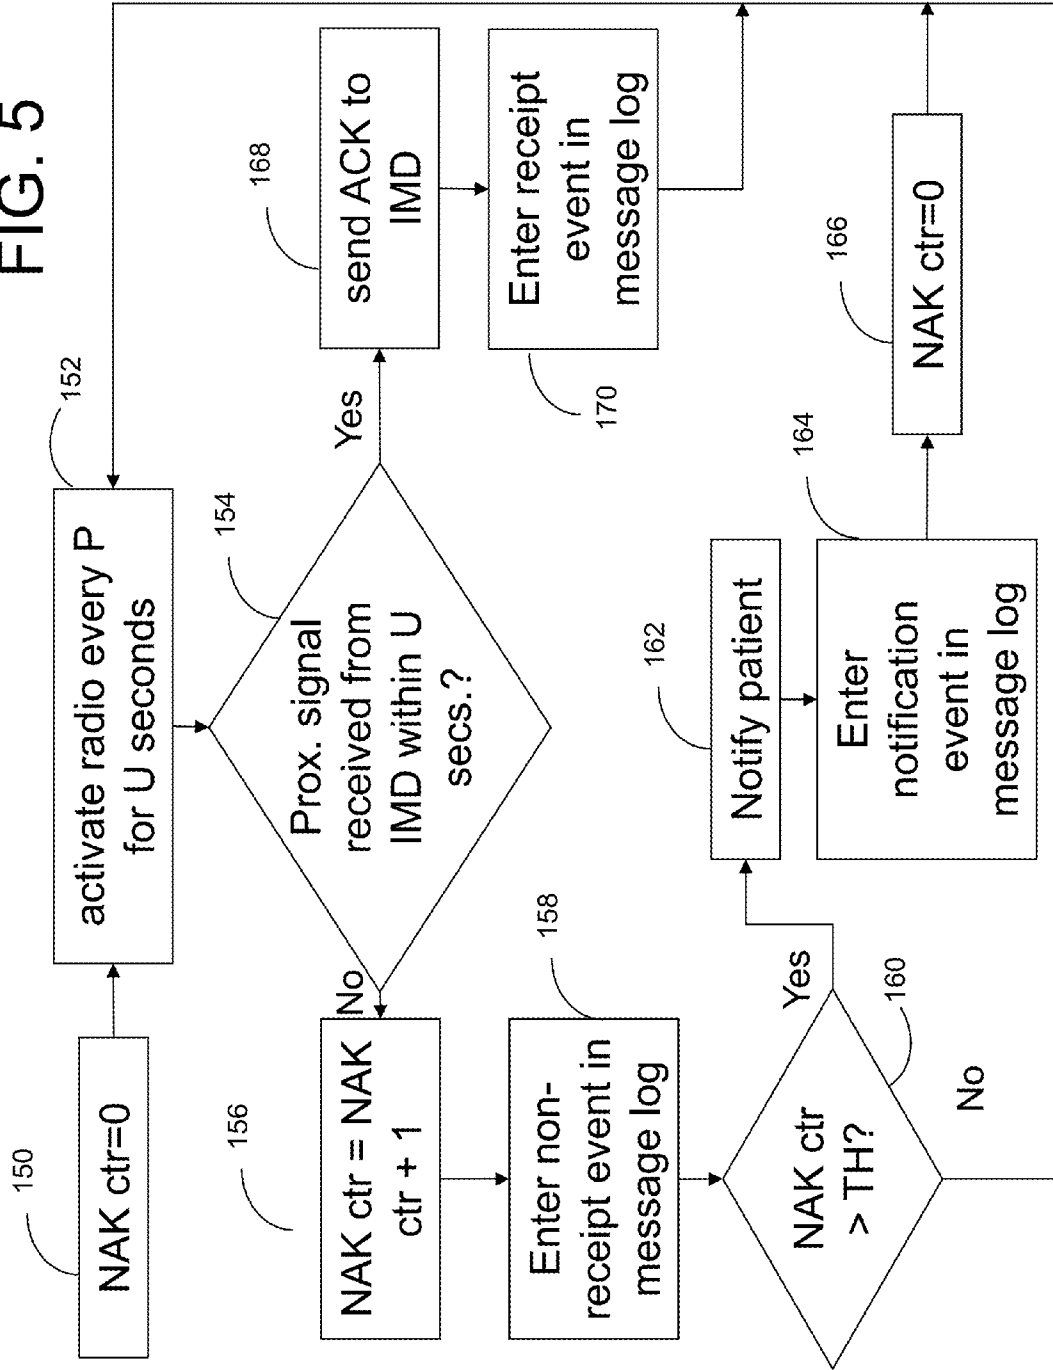 FIG. 5
150
NAK ctr=0
152
activate radio every P
for U seconds
154
Prox. signal
received from
IMD within U
secs.?
Yes
168
send ACK to
IMD
170
Enter receipt
event in
message log
No
156
NAK ctr = NAK
ctr + 1
158
Enter non-
receipt event in
message log
160
NAK ctr
> TH?
Yes
No
162
Notify patient
164
Enter
notification
event in
message log
166
NAK ctr=0